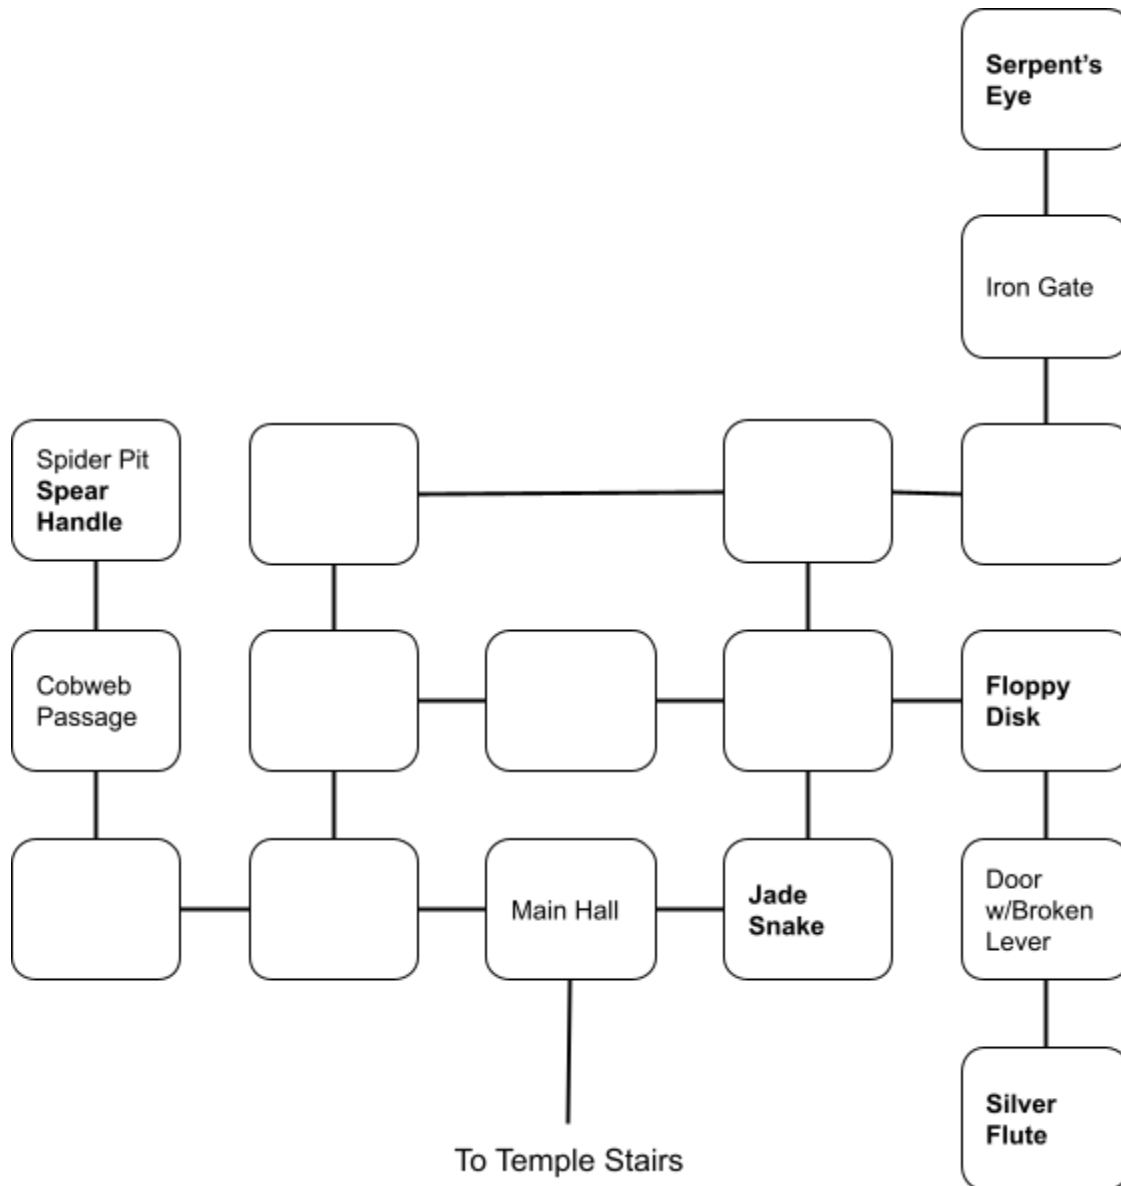 Serpent's
Eye
Iron Gate
Spider Pit
Spear
Handle
Cobweb
Passage
Floppy
Disk
Main Hall
Jade
Snake
Door
w/Broken
Lever
Silver
Flute
To Temple Stairs